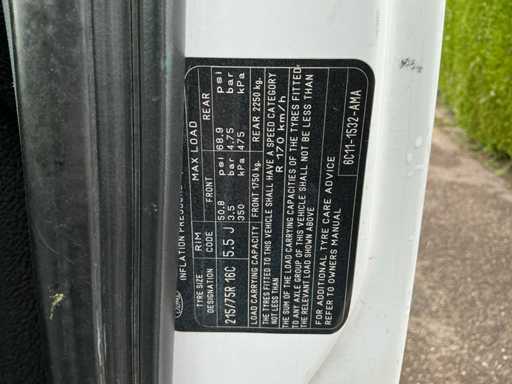 INFLATION PRESSURE
MAX LOAD
TYRE SIZE RIM FRONT REAR
DESIGNATION CODE
215/75R 16C 5.5 J 50,8 psi 68,9 psi
3.5 bar 4.75 bar
350 kPa 475 kPa
LOAD CARRYING CAPACITY FRONT 1750 kg. REAR 2250 kg.
THE TYRES FITTED TO THIS VEHICLE SHALL HAVE A SPEED CATEGORY
NOT LESS THAN R 170 km/h
THE SUM OF THE LOAD CARRYING CAPACITIES OF THE TYRES FITTED
TO ANY AXLE GROUP OF THIS VEHICLE SHALL NOT BE LESS THAN
THE RELEVANT LOAD SHOWN ABOVE
FOR ADDITIONAL TYRE CARE ADVICE
REFER TO OWNERS MANUAL
6C11-1532-AMA